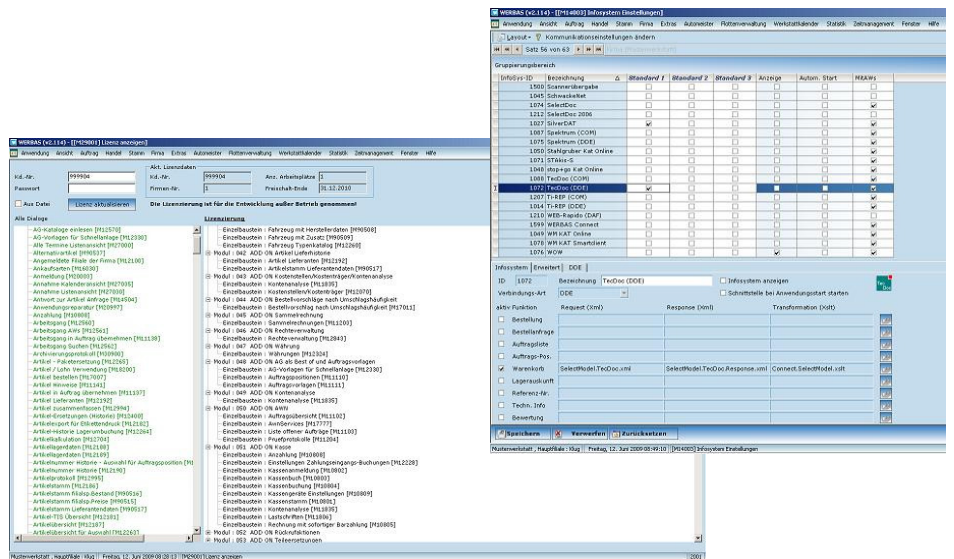 WERBAS (v2.114) - [[M14003] Infosystem Einstellungen]
Anwendung Ansicht Auftrag Handel Stamm Firma Extras Automeister Flottenverwaltung Werkstattkalender Statistik Zeitmanagement Fenster Hilfe
Layout Kommunikationseinstellungen ändern
Satz 56 von 63
Gruppierungsbereich
InfoSys-ID Bezeichnung Standard 1 Standard 2 Standard 3 Anzeige Autom. Start MitAWs
1500 Scannerübergabe
1045 SchwackeNet
1074 SelectDoc
1212 SelectDoc 2006
1027 SilverDAT
1087 Spektrum (COM)
1075 Spektrum (DDE)
1050 Stahlgruber Kat Online
1071 STAkis-S
1048 stop+go Kat Online
1088 TecDoc (COM)
1072 TecDoc (DDE)
1207 Ti-REP (COM)
1014 Ti-REP (DDE)
1210 WEB-Rapido (DAF)
1599 WERBAS Connect
1049 WM KAT Online
1078 WM KAT Smartclient
1076 WOW
Infosystem Erweitert DDE
ID 1072 Bezeichnung TecDoc (DDE) Infosystem anzeigen
Verbindungs-Art DDE Schnittstelle bei Anwendungsstart starten
aktiv Funktion Request (Xml) Response (Xml) Transformation (Xslt)
Bestellung
Bestellanfrage
Auftragsliste
Auftrags-Pos.
Warenkorb SelectModel.TecDoc.xml SelectModel.TecDoc.Response.xml Connect.SelectModel.xslt
Lagerauskunft
Referenz-Nr.
Techn. Info
Bewertung
Speichern Verwerfen Zurücksetzen
Musterwerkstatt , Hauptfiliale : Klug Freitag, 12. Juni 2009 08:49:10 [M14003] Infosystem Einstellungen
WERBAS (v2.114) - [[M29001] Lizenz anzeigen]
Anwendung Ansicht Auftrag Handel Stamm Firma Extras Automeister Flottenverwaltung Werkstattkalender Statistik Zeitmanagement Fenster Hilfe
Akt. Lizenzdaten
Kd.-Nr. 999904 Kd.-Nr. 999904 Anz. Arbeitsplätze 1
Passwort Firmen-Nr. 1 Freischalt-Ende 31.12.2010
Aus Datei Lizenz aktualisieren Die Lizenzierung ist für die Entwicklung außer Betrieb genommen!
Alle Dialoge
AG-Kataloge einlesen [M12570]
AG-Vorlagen für Schnellanlage [M12330]
Alle Termine Listenansicht [M27000]
Alternativartikel [M90537]
Angemeldete Filiale der Firma [M12100]
Ankaufsarten [M16030]
Anmeldung [M20003]
Annahme Kalenderansicht [M27035]
Annahme Listenansicht [M27030]
Antwort zur Artikel Anfrage [M14504]
Anwendungsreparatur [M20997]
Anzahlung [M10808]
Arbeitsgang [M12560]
Arbeitsgang AWs [M12561]
Arbeitsgang in Auftrag übernehmen [M11138]
Arbeitsgang Suchen [M12562]
Archivierungsprotokoll [M30900]
Artikel - Paketersetzung [M12265]
Artikel / Lohn Verwendung [M18200]
Artikel bestellen [M17007]
Artikel Hinweise [M11141]
Artikel in Auftrag übernehmen [M11137]
Artikel Lieferanten [M12192]
Artikel zusammenfassen [M12994]
Artikel-Ersetzungen (Historie) [M12400]
Artikelexport für Etikettendruck [M12182]
Artikel-Historie Lagerumbuchung [M12264]
Artikelkalkulation [M12704]
Artikellagerdaten [M12188]
Artikellagerdaten [M12189]
Artikelnummer Historie - Auswahl für Auftragsposition [M1
Artikelnummer Historie [M12190]
Artikelprotokoll [M12995]
Artikelstamm [M12186]
Artikelstamm filialsp.Bestand [M90516]
Artikelstamm filialsp.Preise [M90515]
Artikelstamm Lieferantendaten [M90517]
Artikel-TIS Übersicht [M12181]
Artikelübersicht [M12187]
Artikelübersicht für Auswahl [M12263]
Lizenzierung
Einzelbaustein : Fahrzeug mit Herstellerdaten [M90508]
Einzelbaustein : Fahrzeug mit Zusatz [M90509]
Einzelbaustein : Fahrzeug Typenkatalog [M12260]
Modul : 042 ADD ON Artikel Lieferhistorie
Einzelbaustein : Artikel Lieferanten [M12192]
Einzelbaustein : Artikelstamm Lieferantendaten [M90517]
Modul : 043 ADD ON Kostenstellen/Kostenträger/Kontenanalyse
Einzelbaustein : Kontenanalyse [M11835]
Einzelbaustein : Kostenstellen/Kostenträger [M12070]
Modul : 044 ADD ON Bestellvorschlag nach Umschlagshäufigkeit
Einzelbaustein : Bestellvorschlag nach Umschlagshäufigkeit [M17011]
Modul : 045 ADD ON Sammelrechnung
Einzelbaustein : Sammelrechnungen [M11203]
Modul : 046 ADD ON Rechteverwaltung
Einzelbaustein : Rechteverwaltung [M12843]
Modul : 047 ADD ON Währung
Einzelbaustein : Währungen [M12324]
Modul : 048 ADD ON AG als Best of und Auftragsvorlagen
Einzelbaustein : AG-Vorlagen für Schnellanlage [M12330]
Einzelbaustein : Auftragspositionen [M11110]
Einzelbaustein : Auftragsvorlagen [M11111]
Modul : 049 ADD ON Kontenanalyse
Einzelbaustein : Kontenanalyse [M11835]
Modul : 050 ADD ON AWN
Einzelbaustein : Auftragsübersicht [M11102]
Einzelbaustein : AwnServices [M17777]
Einzelbaustein : Liste offener Aufträge [M11103]
Einzelbaustein : Pruefprotokolle [M11204]
Modul : 051 ADD ON Kasse
Einzelbaustein : Anzahlung [M10808]
Einzelbaustein : Einstellungen Zahlungseingangs-Buchungen [M12228]
Einzelbaustein : Kassenanmeldung [M10802]
Einzelbaustein : Kassenbuch [M10803]
Einzelbaustein : Kassenbuchung [M10804]
Einzelbaustein : Kassengeräte Einstellungen [M10809]
Einzelbaustein : Kassenstamm [M10801]
Einzelbaustein : Kontenanalyse [M11835]
Einzelbaustein : Lastschriften [M11806]
Einzelbaustein : Rechnung mit sofortiger Barzahlung [M10805]
Modul : 052 ADD ON Rückrufaktionen
Modul : 053 ADD ON Teileersetzungen
Musterwerkstatt , Hauptfiliale : Klug Freitag, 12. Juni 2009 08:28:13 [M29001] Lizenz anzeigen 2001